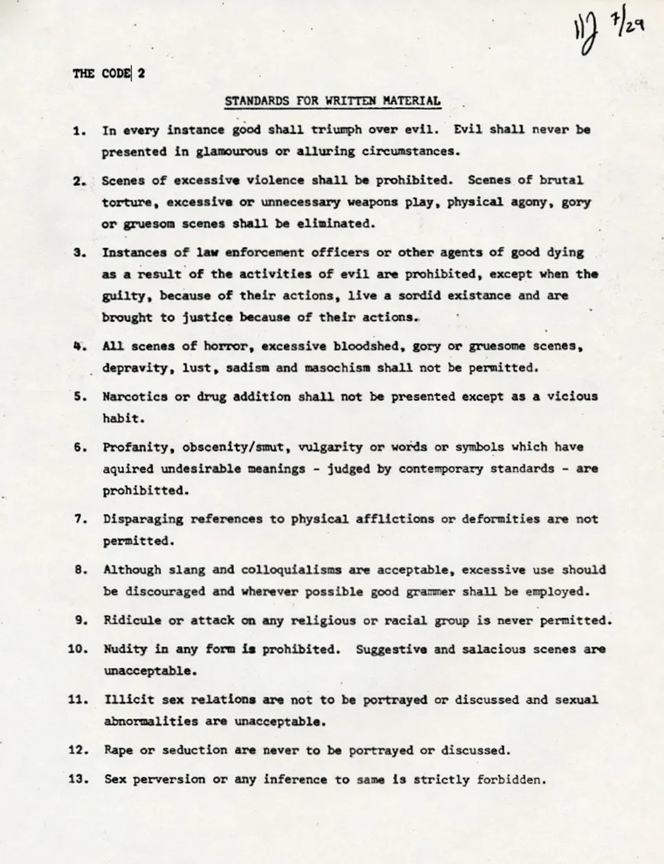 7/29
THE CODE 2
STANDARDS FOR WRITTEN MATERIAL
1. In every instance good shall triumph over evil. Evil shall never be
presented in glamourous or alluring circumstances.
2. Scenes of excessive violence shall be prohibited. Scenes of brutal
torture, excessive or unnecessary weapons play, physical agony, gory
or gruesom scenes shall be eliminated.
3. Instances of law enforcement officers or other agents of good dying
as a result of the activities of evil are prohibited, except when the
guilty, because of their actions, live a sordid existance and are
brought to justice because of their actions.
4. All scenes of horror, excessive bloodshed, gory or gruesome scenes,
depravity, lust, sadism and masochism shall not be permitted.
5. Narcotics or drug addition shall not be presented except as a vicious
habit.
6. Profanity, obscenity/smut, vulgarity or words or symbols which have
aquired undesirable meanings - judged by contemporary standards - are
prohibitted.
7. Disparaging references to physical afflictions or deformities are not
permitted.
8. Although slang and colloquialisms are acceptable, excessive use should
be discouraged and wherever possible good grammer shall be employed.
9. Ridicule or attack on any religious or racial group is never permitted.
10. Nudity in any form is prohibited. Suggestive and salacious scenes are
unacceptable.
11. Illicit sex relations are not to be portrayed or discussed and sexual
abnormalities are unacceptable.
12. Rape or seduction are never to be portrayed or discussed.
13. Sex perversion or any inference to same is strictly forbidden.